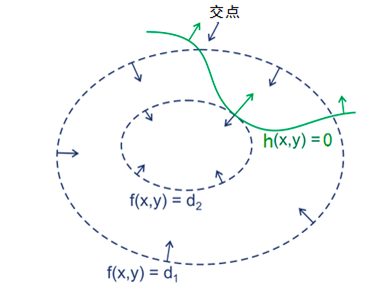 交点
h(x,y) = 0
f(x,y) = d₂
f(x,y) = d₁